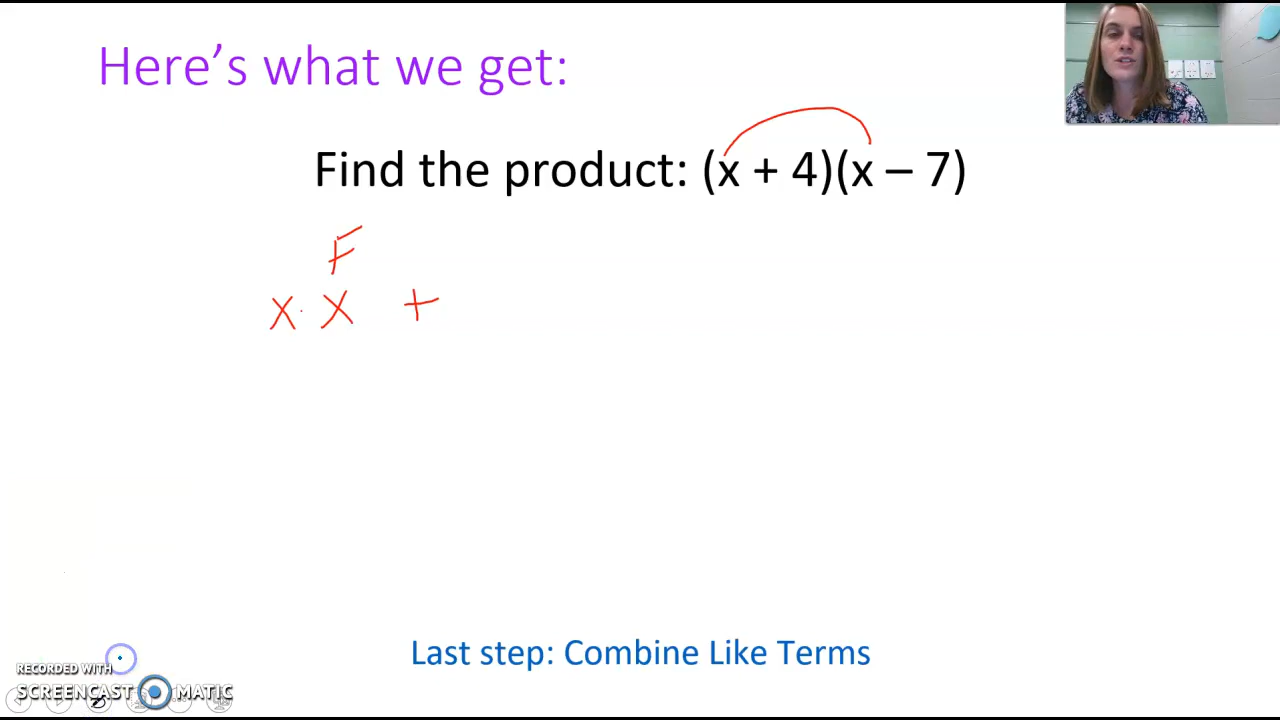 Here’s what we get:
Find the product: (x + 4)(x – 7)
F
x · x +
Last step: Combine Like Terms
RECORDED WITH
SCREENCAST MATIC